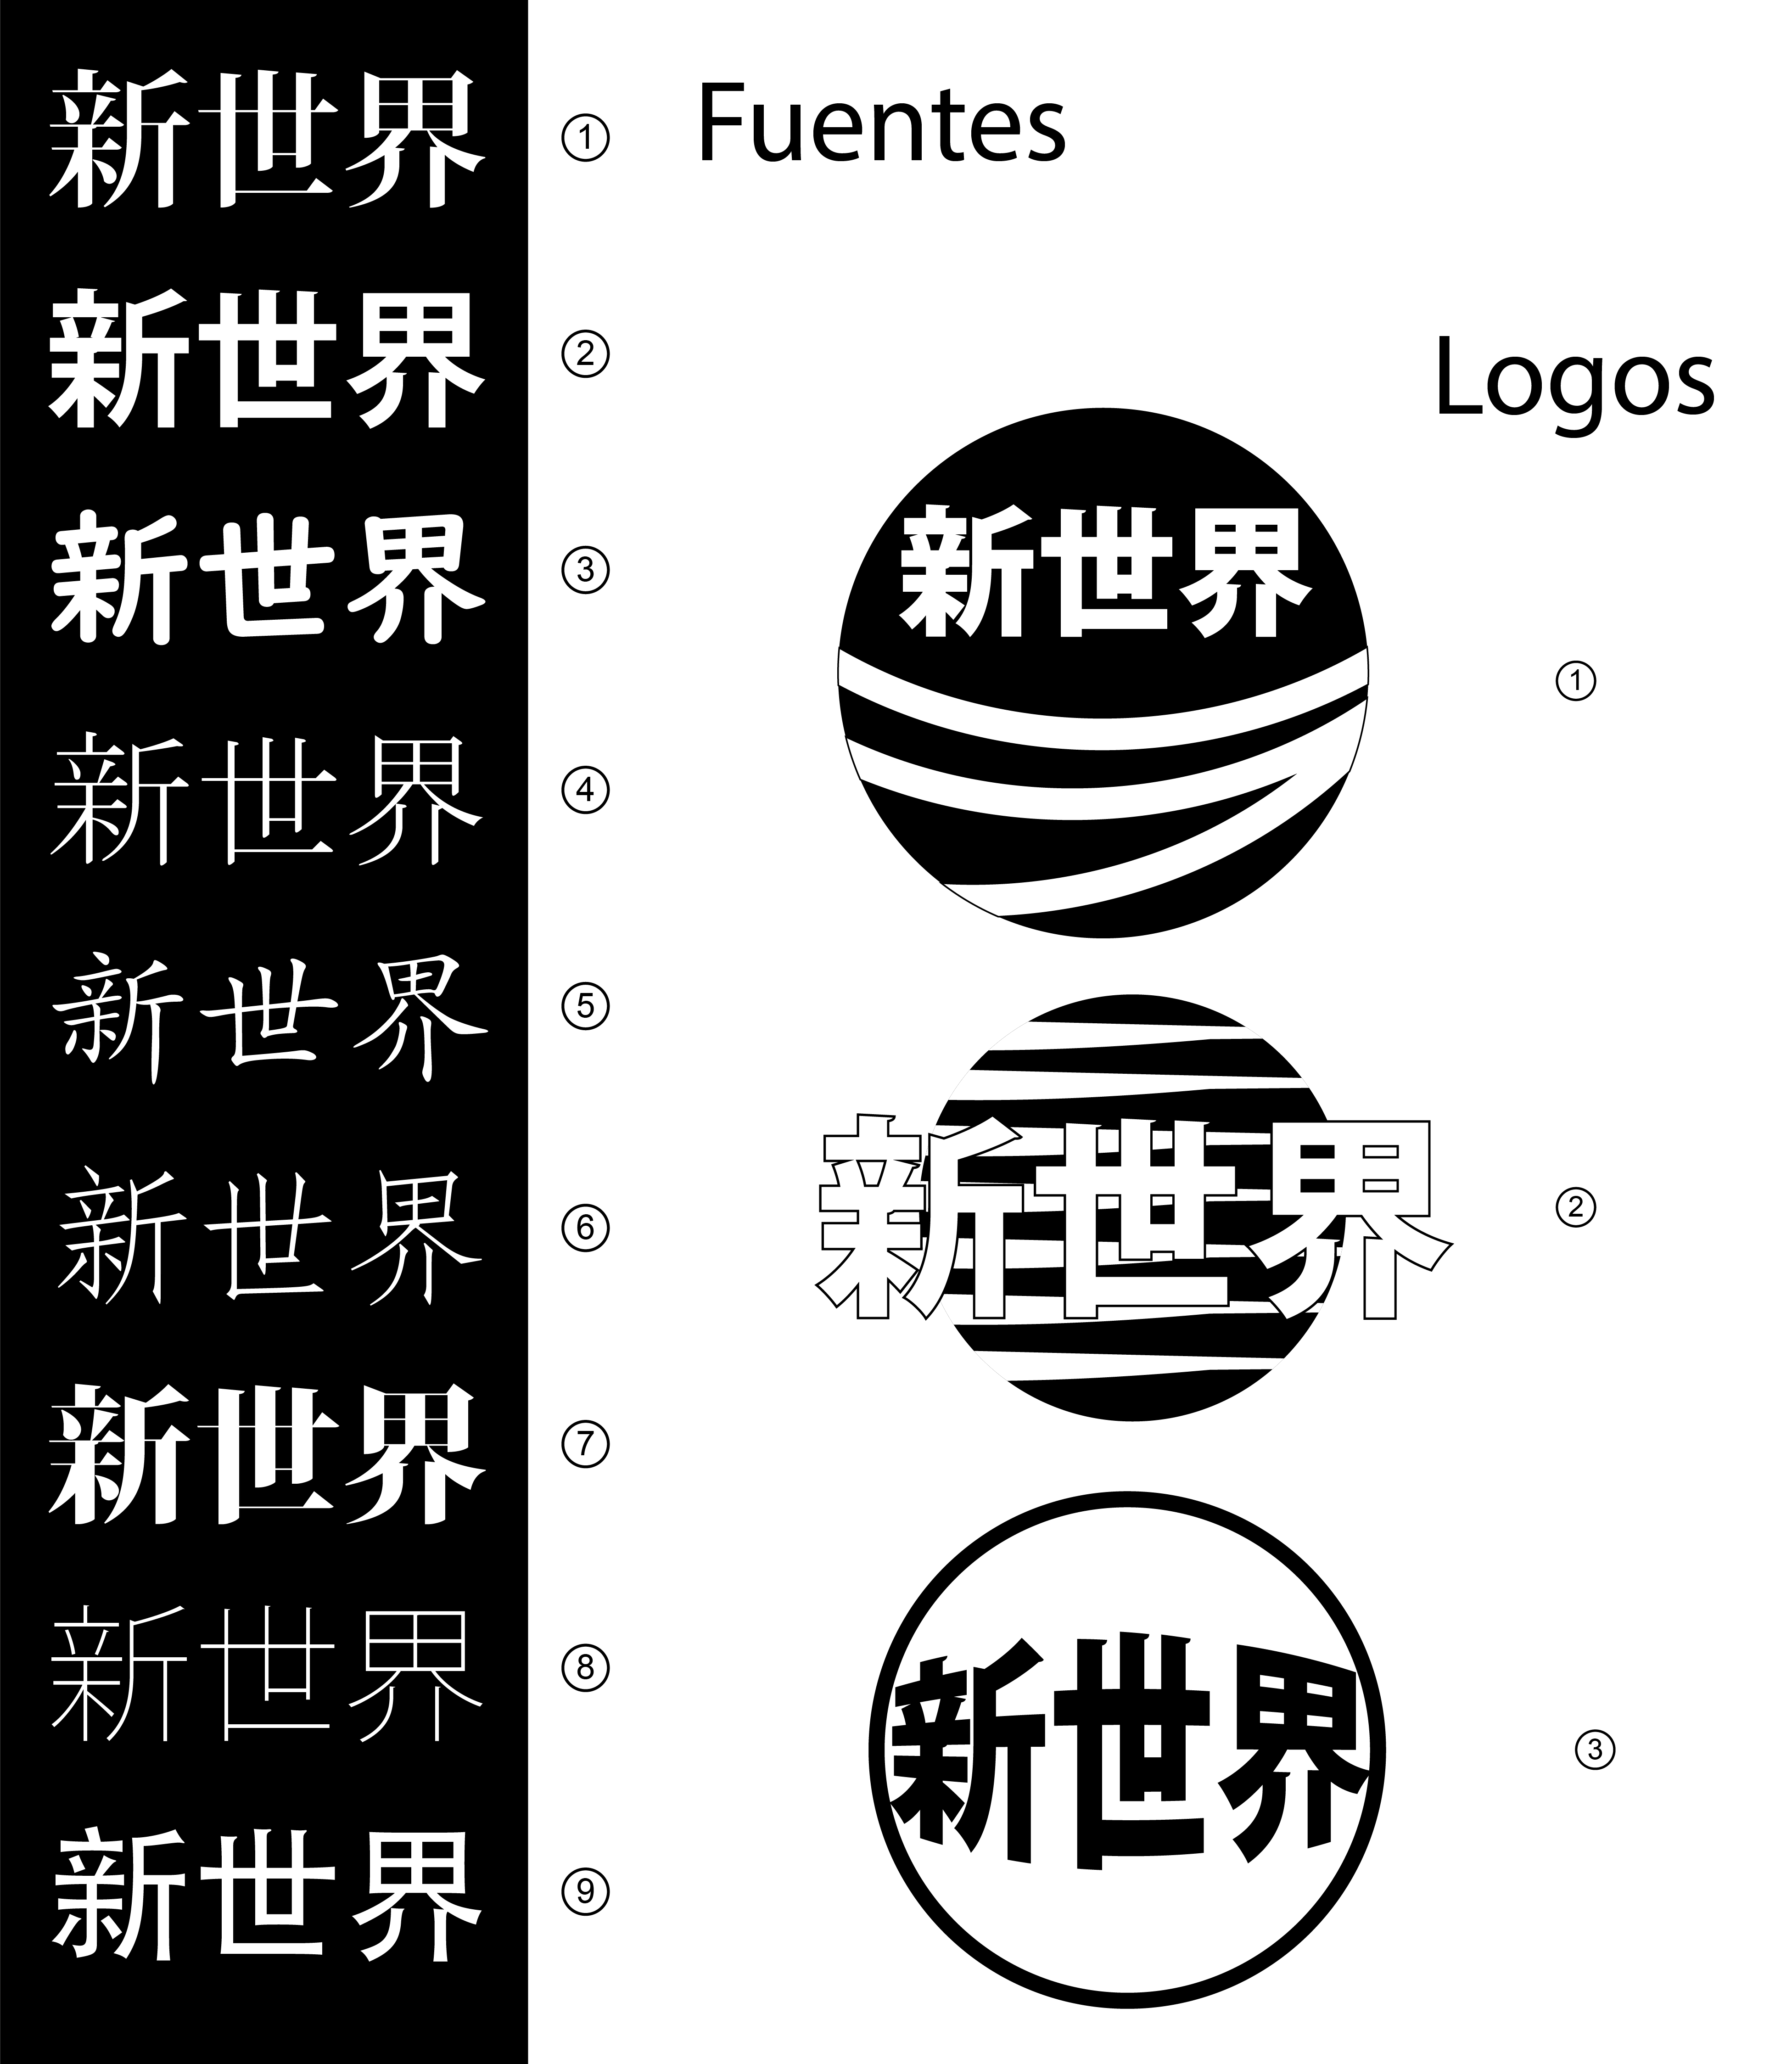 新世界 ① Fuentes
新世界 ②
Logos
新世界 ③
新世界 ④
新世界 ⑤
新世界 ⑥
新世界 ⑦
新世界 ⑧
新世界 ⑨
新世界 ①
新世界 ②
新世界 ③